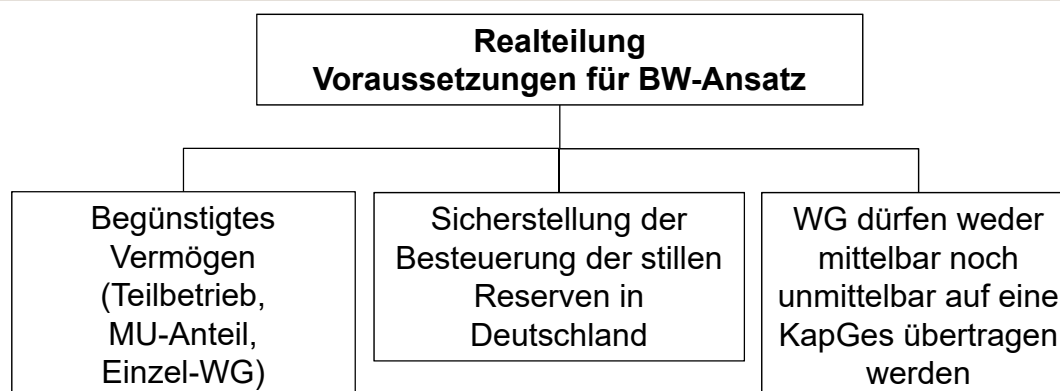 Realteilung
Voraussetzungen für BW-Ansatz
Begünstigtes
Vermögen
(Teilbetrieb,
MU-Anteil,
Einzel-WG)
Sicherstellung der
Besteuerung der stillen
Reserven in
Deutschland
WG dürfen weder
mittelbar noch
unmittelbar auf eine
KapGes übertragen
werden